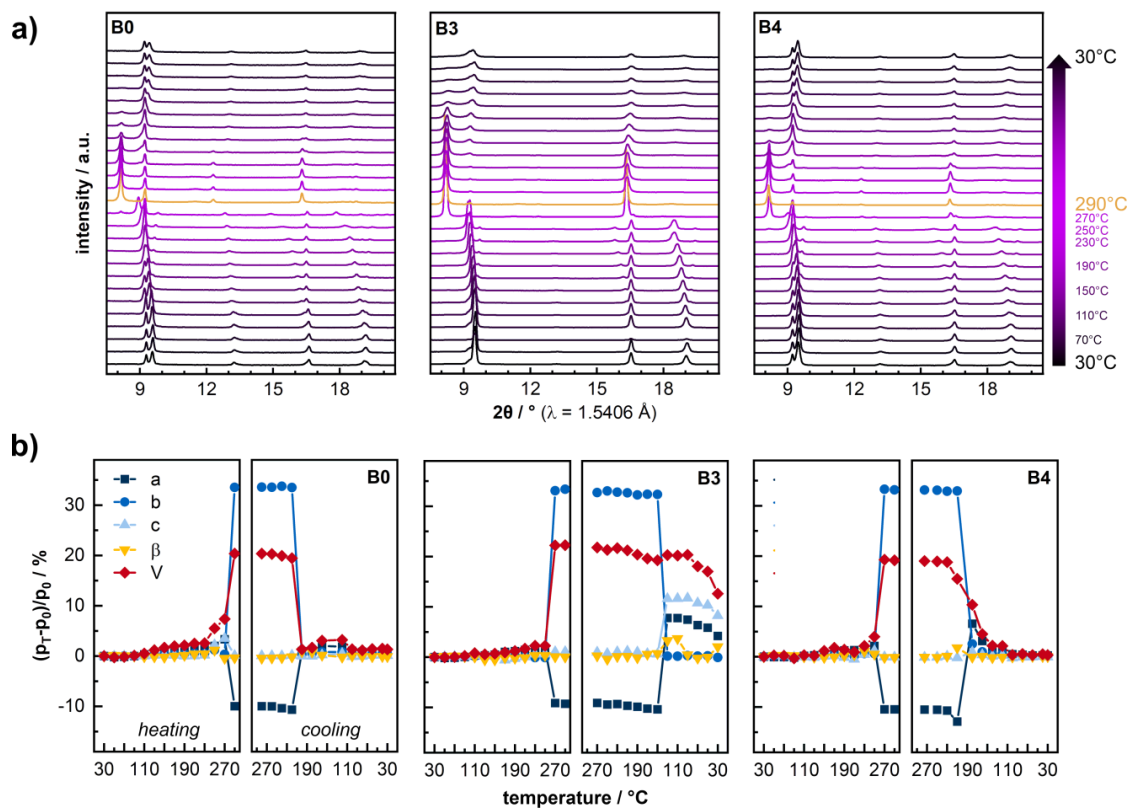 a)
B0
B3
B4
intensity / a.u.
30°C
290°C
270°C
250°C
230°C
190°C
150°C
110°C
70°C
30°C
9 12 15 18
9 12 15 18
9 12 15 18
2θ / ° (λ = 1.5406 Å)
b)
B0
B3
B4
a
b
c
β
V
30
20
10
0
-10
(pT-p0)/p0 / %
heating
cooling
30 110 190 270
270 190 110 30
30 110 190 270
270 190 110 30
30 110 190 270
270 190 110 30
temperature / °C